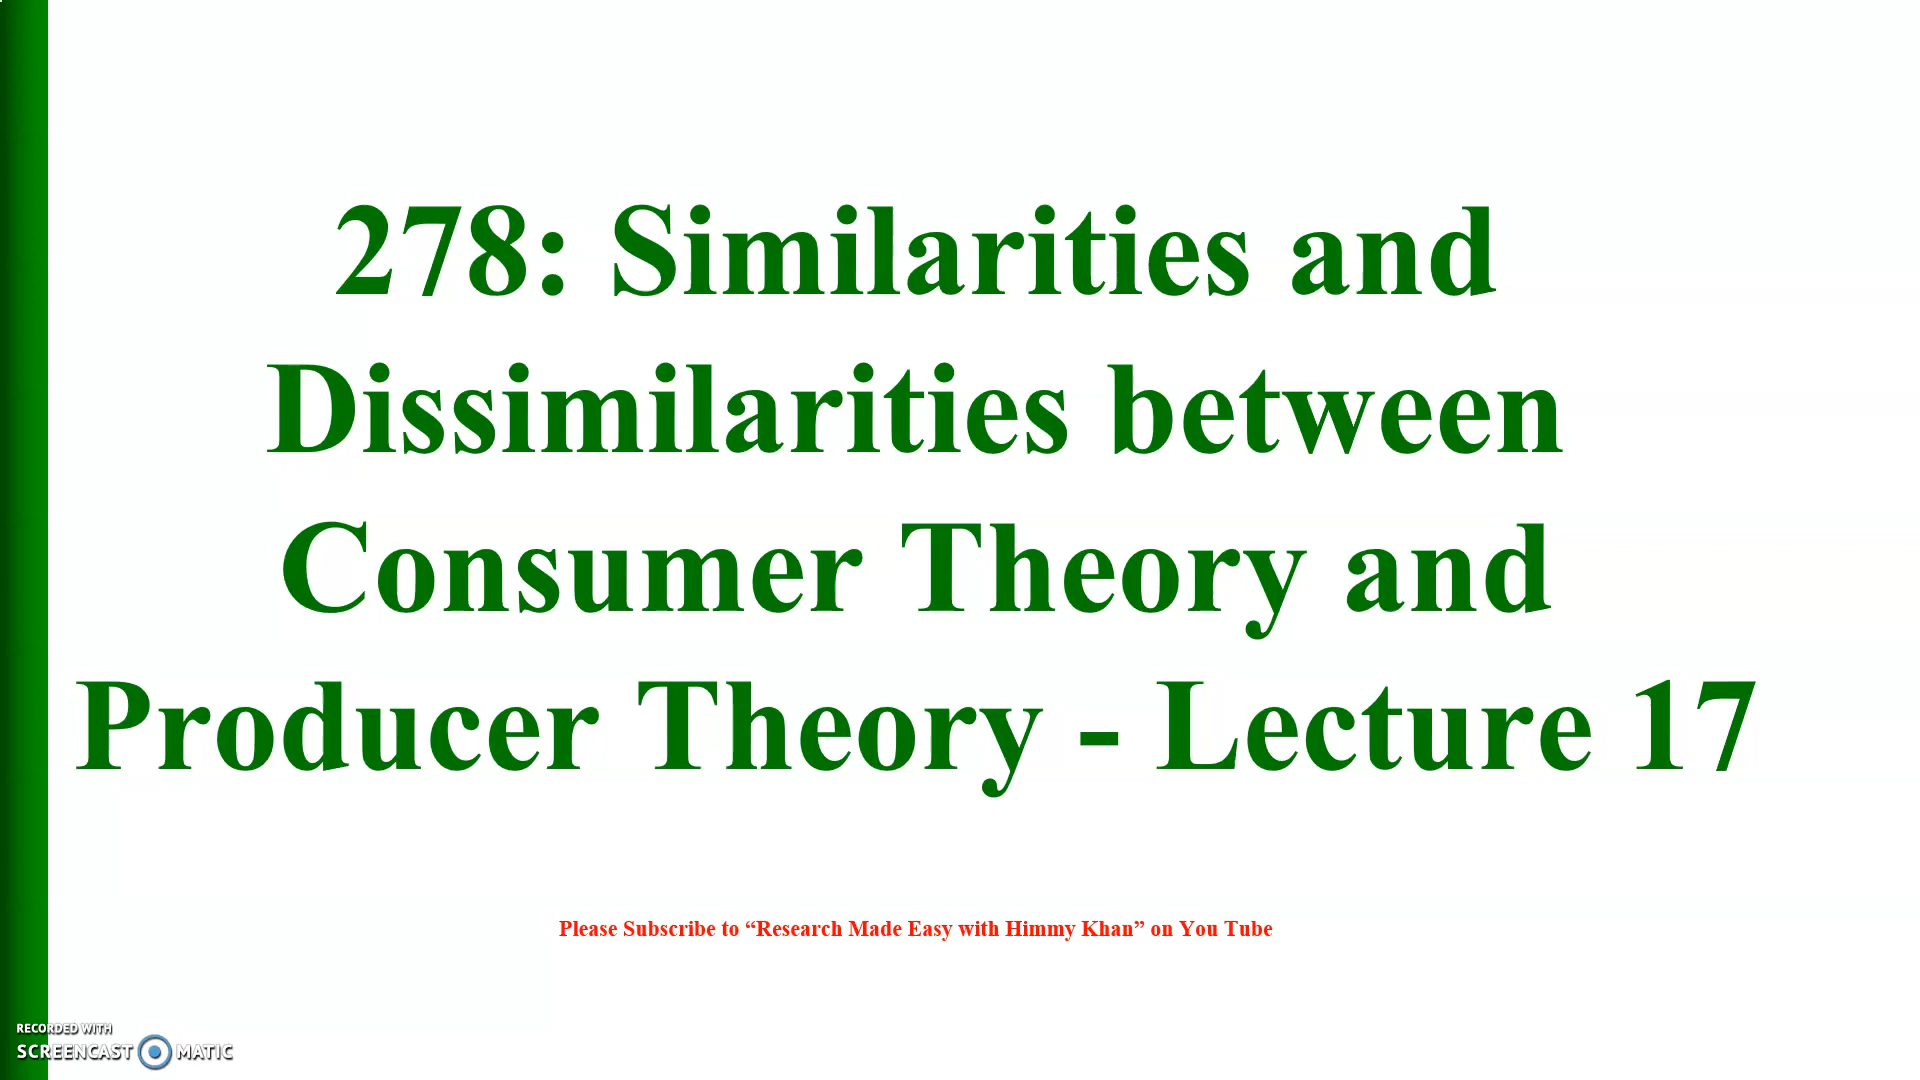 278: Similarities and
Dissimilarities between
Consumer Theory and
Producer Theory - Lecture 17
Please Subscribe to “Research Made Easy with Himmy Khan” on You Tube
RECORDED WITH
SCREENCAST MATIC